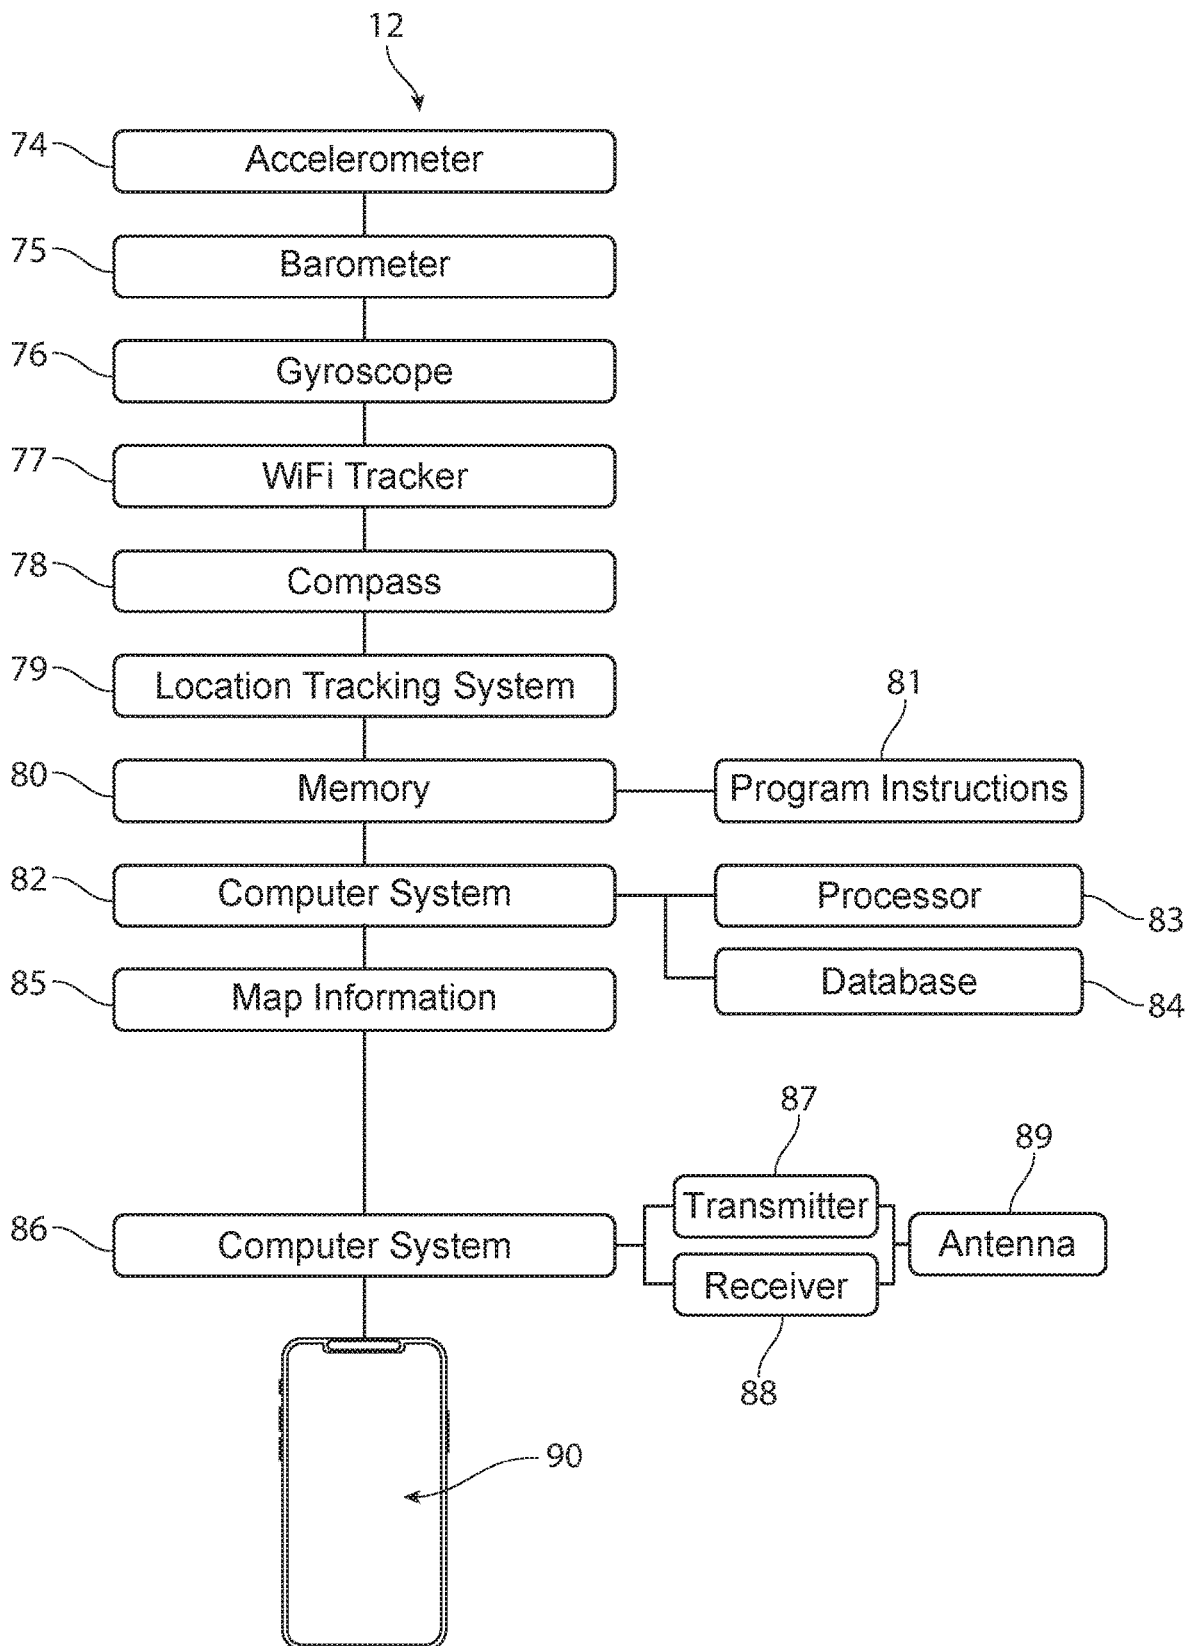 12
74
Accelerometer
75
Barometer
76
Gyroscope
77
WiFi Tracker
78
Compass
79
Location Tracking System
81
80
Memory
Program Instructions
82
Computer System
Processor
83
85
Map Information
Database
84
87
89
86
Computer System
Transmitter
Antenna
Receiver
88
90